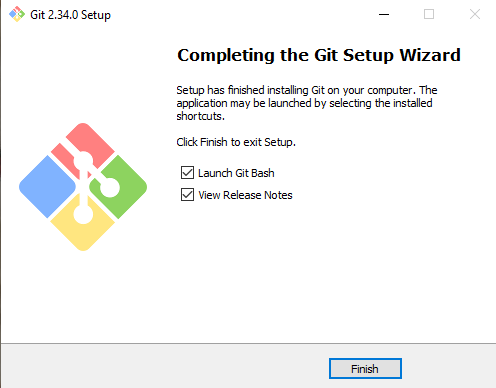 Git 2.34.0 Setup
Completing the Git Setup Wizard
Setup has finished installing Git on your computer. The
application may be launched by selecting the installed
shortcuts.
Click Finish to exit Setup.
Launch Git Bash
View Release Notes
Finish